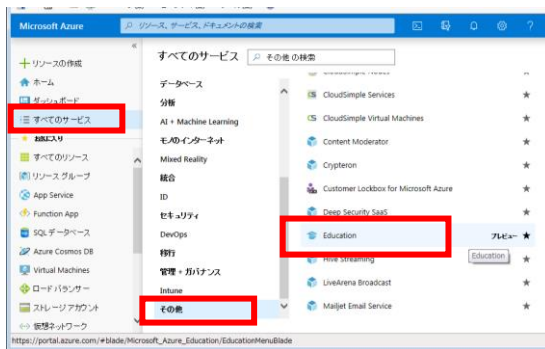 Microsoft Azure
リソース、サービス、ドキュメントの検索
リソースの作成
ホーム
ダッシュボード
すべてのサービス
お気に入り
すべてのリソース
リソース グループ
App Service
Function App
SQL データベース
Azure Cosmos DB
Virtual Machines
ロード バランサー
ストレージ アカウント
仮想ネットワーク
すべてのサービス
その他 の検索
データベース
分析
AI + Machine Learning
モノのインターネット
Mixed Reality
統合
ID
セキュリティ
DevOps
移行
管理 + ガバナンス
Intune
その他
CloudSimple Nodes
CloudSimple Services
CloudSimple Virtual Machines
Content Moderator
Crypteron
Customer Lockbox for Microsoft Azure
Deep Security SaaS
Education プレビュー
Education
Hive Streaming
LiveArena Broadcast
Mailjet Email Service
https://portal.azure.com/#blade/Microsoft_Azure_Education/EducationMenuBlade